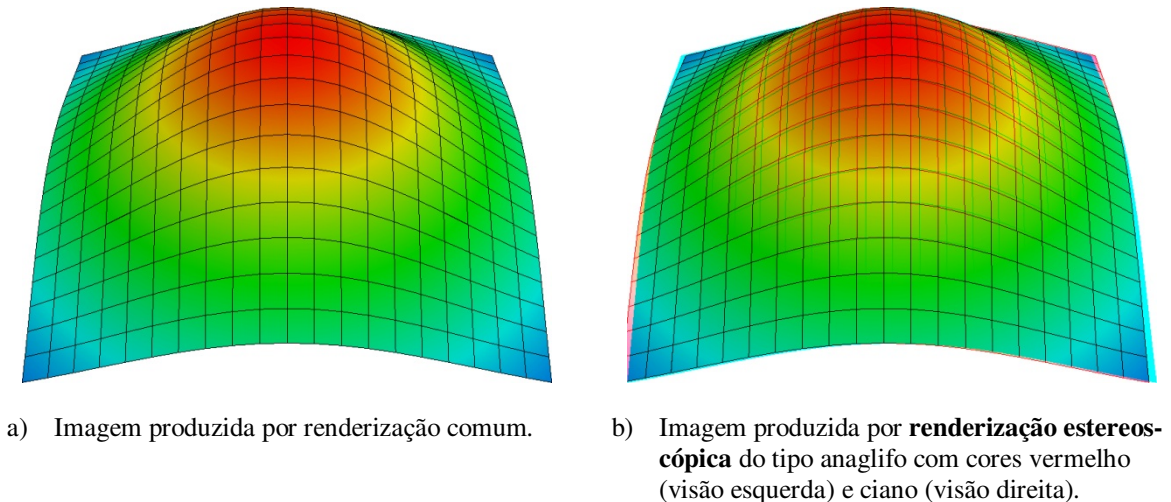 a) Imagem produzida por renderização comum.
b) Imagem produzida por renderização estereos-
cópica do tipo anaglifo com cores vermelho
(visão esquerda) e ciano (visão direita).